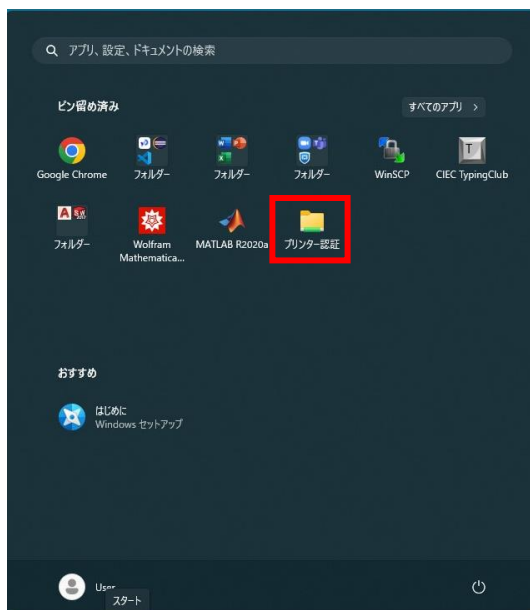 アプリ、設定、ドキュメントの検索
ピン留め済み
すべてのアプリ >
Google Chrome
フォルダー
フォルダー
フォルダー
WinSCP
CIEC TypingClub
フォルダー
Wolfram
Mathematica...
MATLAB R2020a
プリンター認証
おすすめ
はじめに
Windows セットアップ
User
スタート